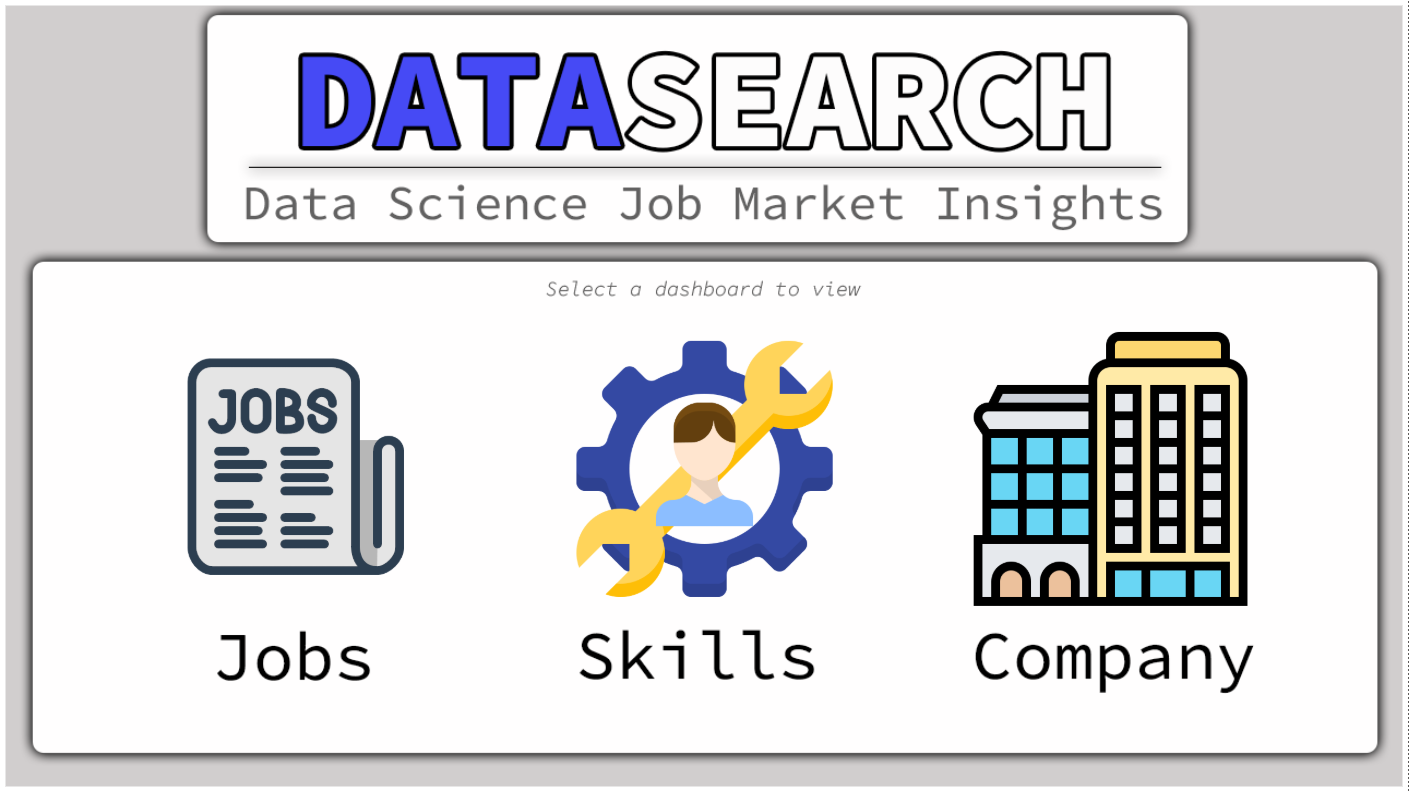 DATASEARCH
Data Science Job Market Insights
Select a dashboard to view
JOBS
Jobs
Skills
Company